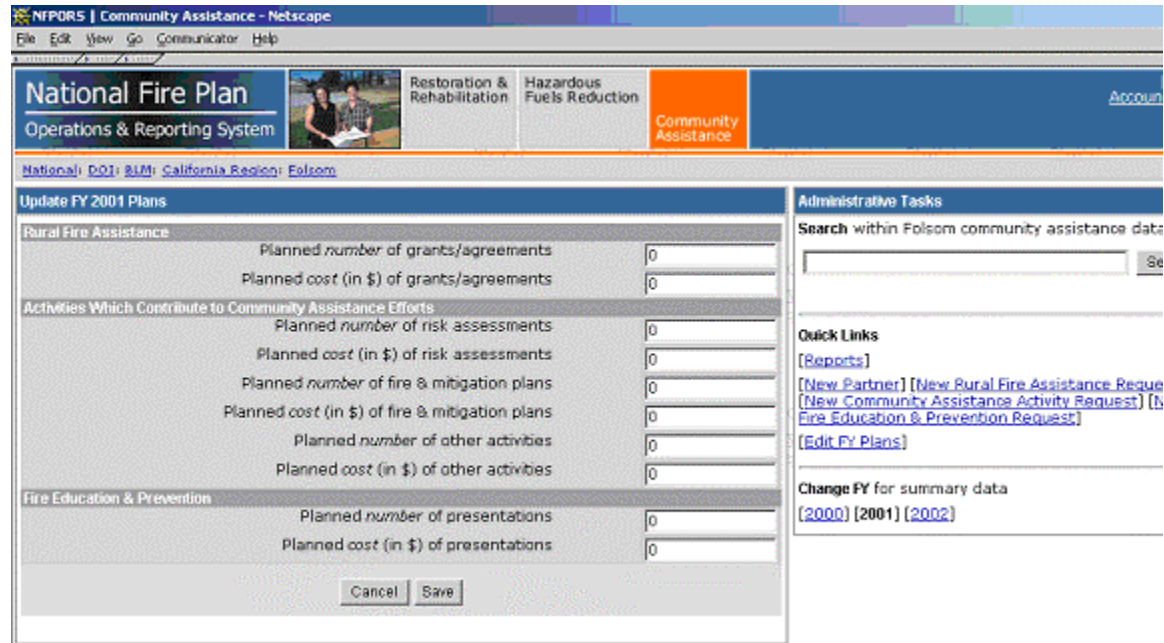 NFPORS | Community Assistance - Netscape
File Edit View Go Communicator Help
National Fire Plan
Operations & Reporting System
Restoration &
Rehabilitation
Hazardous
Fuels Reduction
Community
Assistance
Accoun
National: DOI: BLM: California Region: Folsom
Update FY 2001 Plans
Rural Fire Assistance
Planned number of grants/agreements 0
Planned cost (in $) of grants/agreements 0
Activities Which Contribute to Community Assistance Efforts
Planned number of risk assessments 0
Planned cost (in $) of risk assessments 0
Planned number of fire & mitigation plans 0
Planned cost (in $) of fire & mitigation plans 0
Planned number of other activities 0
Planned cost (in $) of other activities 0
Fire Education & Prevention
Planned number of presentations 0
Planned cost (in $) of presentations 0
Cancel Save
Administrative Tasks
Search within Folsom community assistance data
Se
Quick Links
[Reports]
[New Partner] [New Rural Fire Assistance Reque
[New Community Assistance Activity Request] [N
Fire Education & Prevention Request]
[Edit FY Plans]
Change FY for summary data
[2000] [2001] [2002]